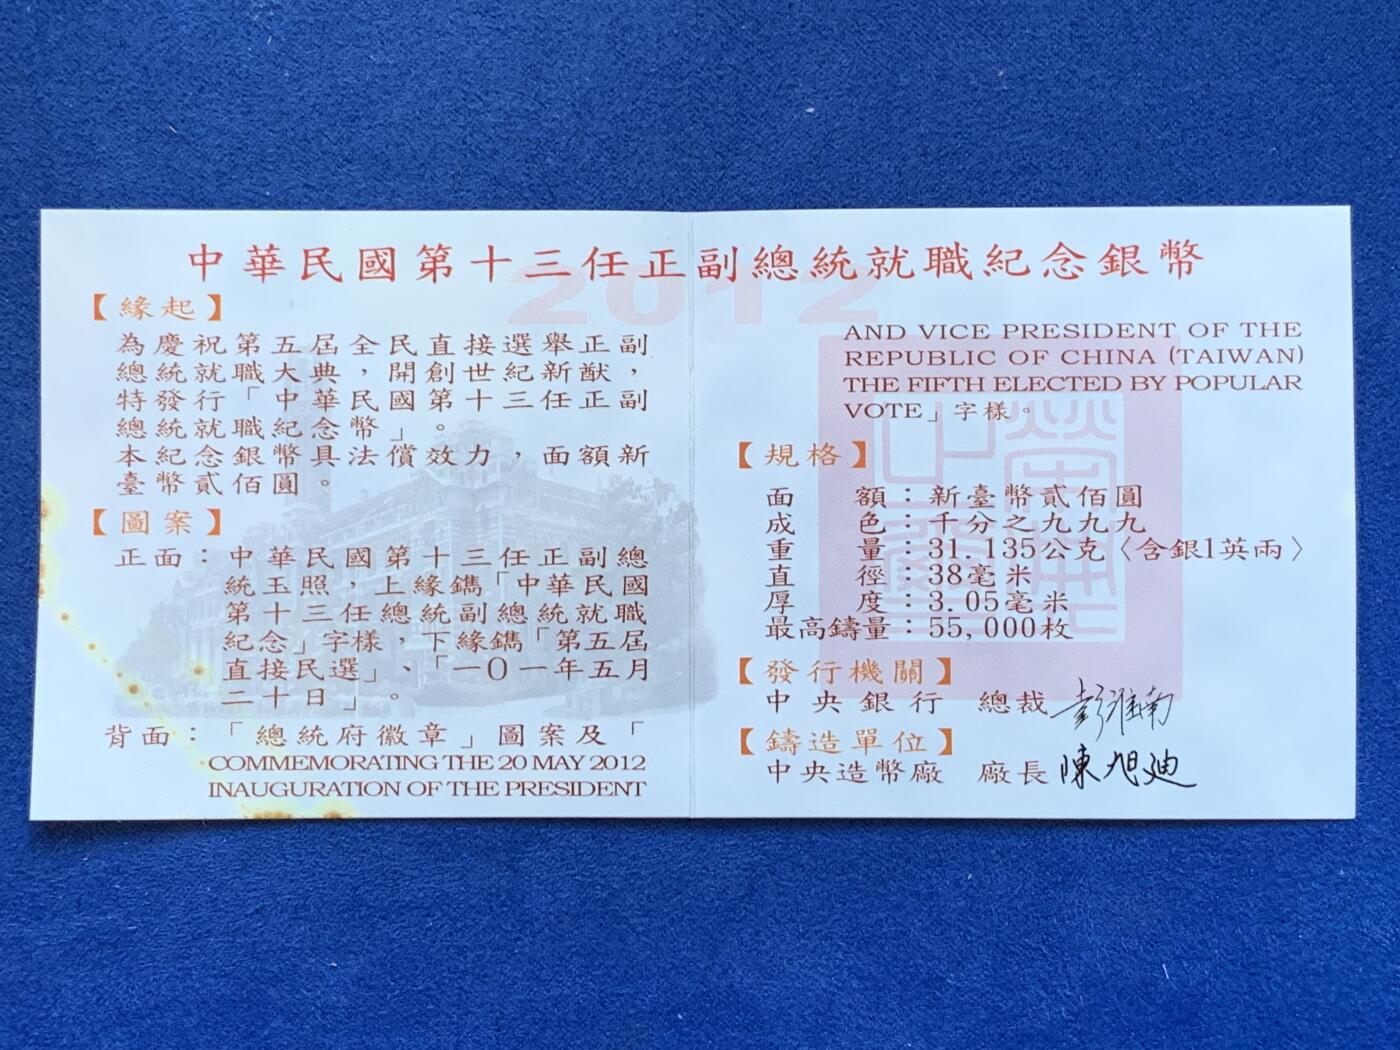 中華民國第十三任正副總統就職紀念銀幣
2012
【緣起】
為慶祝第五屆全民直接選舉正副
總統就職大典，開創世紀新猷，
特發行「中華民國第十三任正副
總統就職紀念幣」。
本紀念銀幣具法償效力，面額新
臺幣貳佰圓。
【圖案】
正面：中華民國第十三任正副總
統玉照，上緣鐫「中華民國
第十三任總統副總統就職
紀念」字樣，下緣鐫「第五屆
直接民選」、「一〇一年五月
二十日」。
背面：「總統府徽章」圖案及「
COMMEMORATING THE 20 MAY 2012
INAUGURATION OF THE PRESIDENT
AND VICE PRESIDENT OF THE
REPUBLIC OF CHINA (TAIWAN)
THE FIFTH ELECTED BY POPULAR
VOTE」字樣。
【規格】
面額：新臺幣貳佰圓
成色：千分之九九九
重量：31.135公克〈含銀1英兩〉
直徑：38毫米
厚度：3.05毫米
最高鑄量：55,000枚
【發行機關】
中央銀行 總裁 彭淮南
【鑄造單位】
中央造幣廠 廠長 陳旭迪